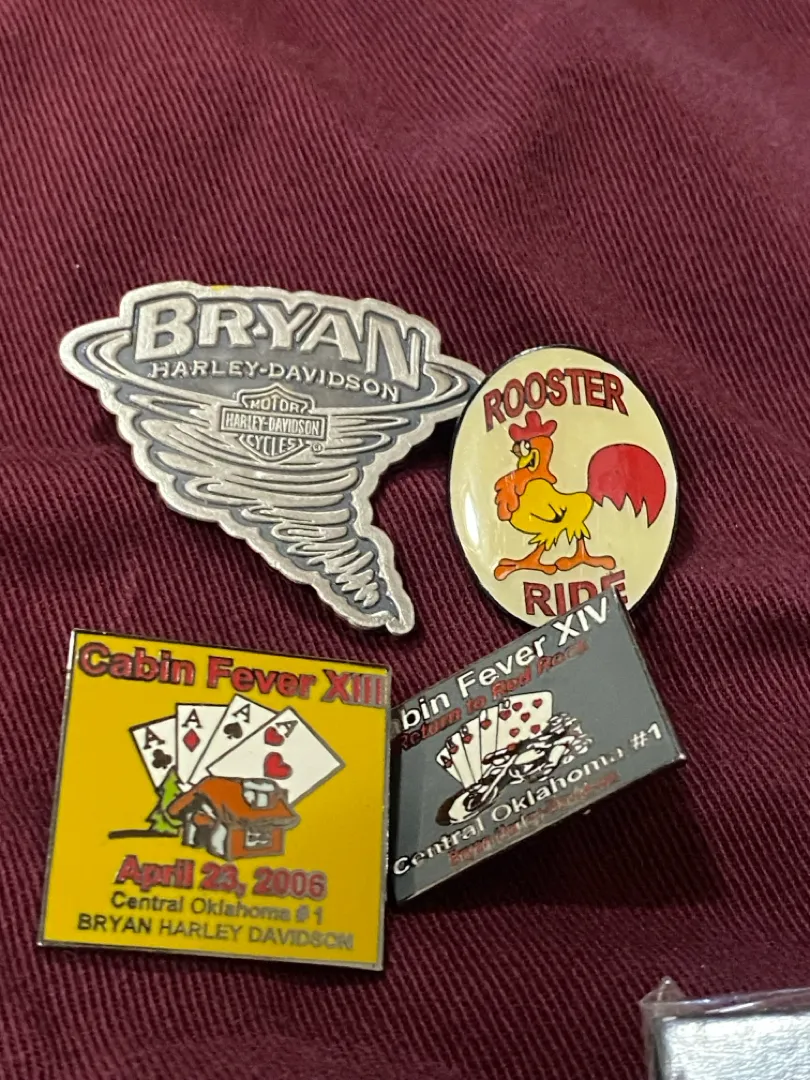 BRYAN
HARLEY-DAVIDSON
MOTOR
HARLEY-DAVIDSON
CYCLES
ROOSTER
RIDE
Cabin Fever XIII
A
A
A
A
April 23, 2006
Central Oklahoma #1
BRYAN HARLEY DAVIDSON
bin Fever XIV
Return to Red Rock
Central Oklahoma #1